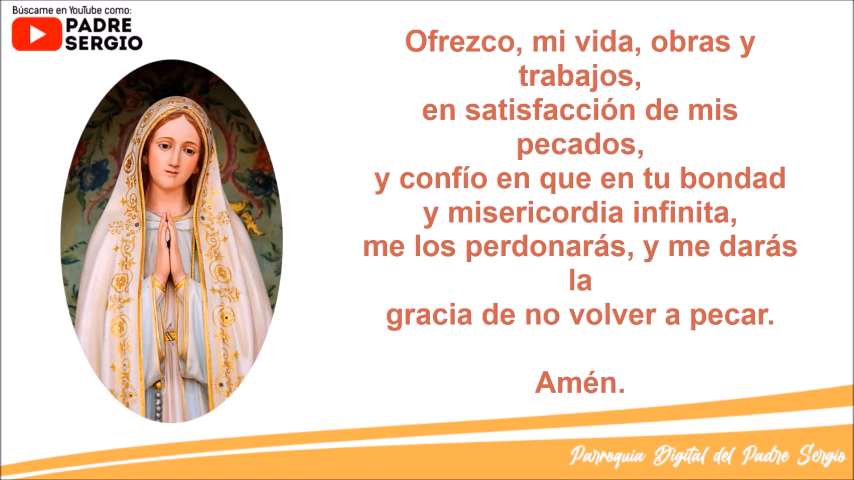 Búscame en YouTube como:
PADRE
SERGIO
Ofrezco, mi vida, obras y
trabajos,
en satisfacción de mis
pecados,
y confío en que en tu bondad
y misericordia infinita,
me los perdonarás, y me darás
la
gracia de no volver a pecar.
Amén.
Parroquia Digital del Padre Sergio